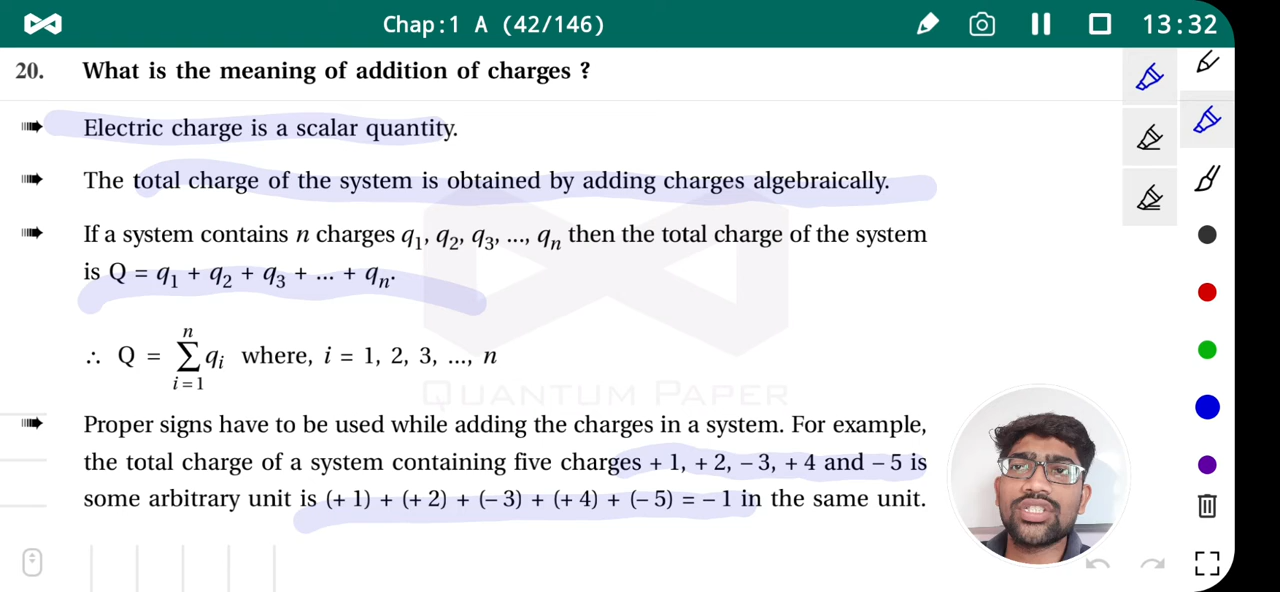 Chap:1 A (42/146)
13:32
20. What is the meaning of addition of charges ?
Electric charge is a scalar quantity.
The total charge of the system is obtained by adding charges algebraically.
If a system contains n charges q₁, q₂, q₃, ..., qₙ then the total charge of the system
is Q = q₁ + q₂ + q₃ + ... + qₙ.
∴ Q = ∑ⁿᵢ₌₁ qᵢ where, i = 1, 2, 3, ..., n
QUANTUM PAPER
Proper signs have to be used while adding the charges in a system. For example,
the total charge of a system containing five charges + 1, + 2, – 3, + 4 and – 5 is
some arbitrary unit is (+ 1) + (+ 2) + (– 3) + (+ 4) + (– 5) = – 1 in the same unit.